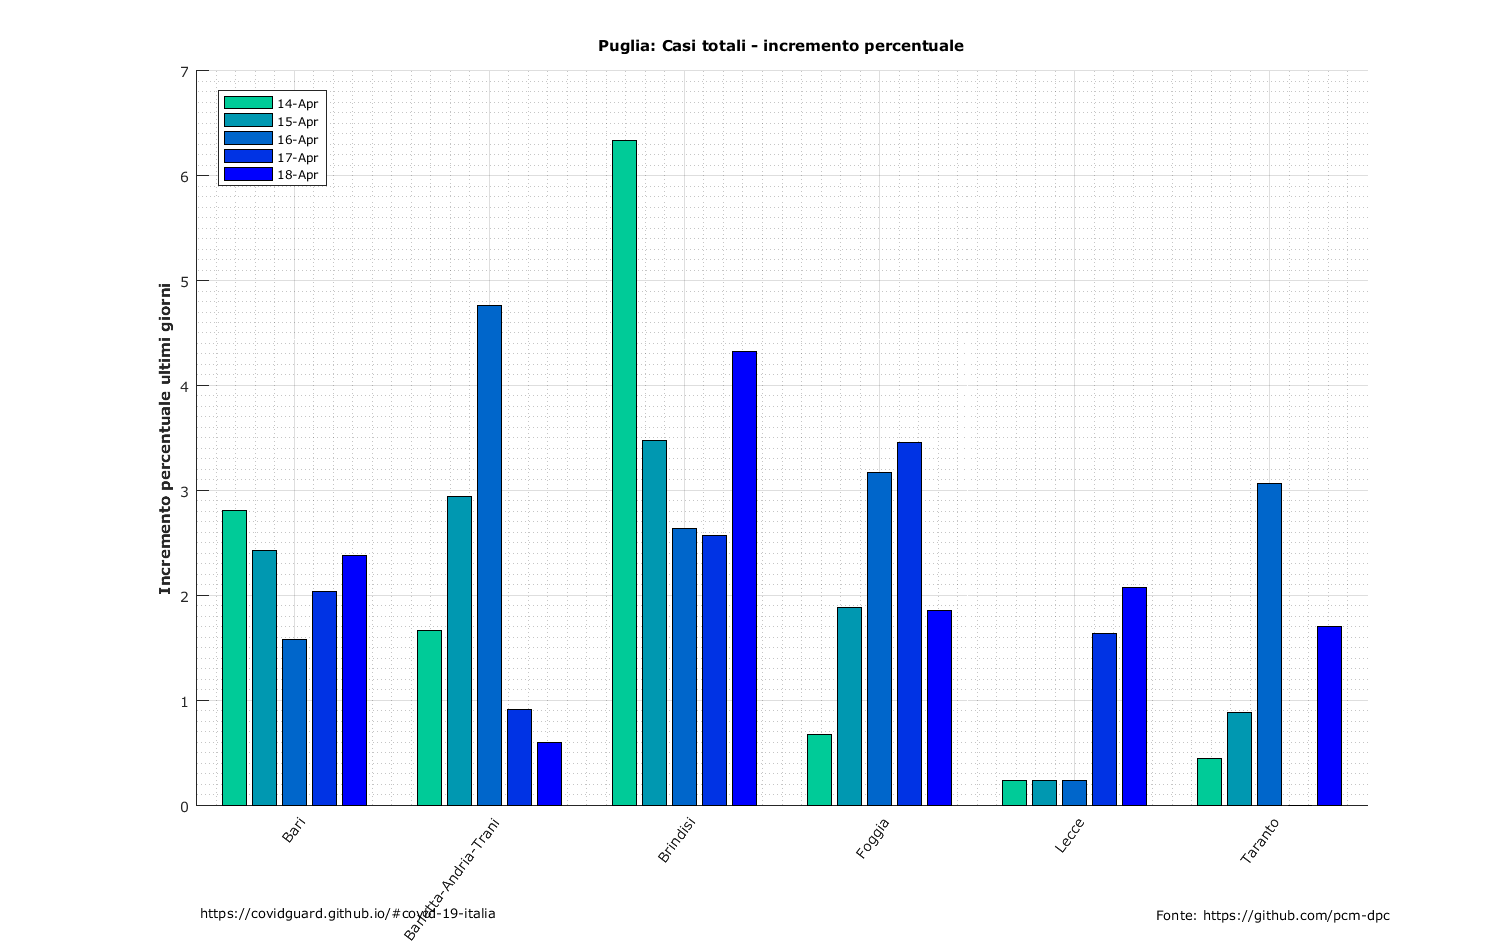 Puglia: Casi totali - incremento percentuale
7
6
5
4
3
2
1
0
Incremento percentuale ultimi giorni
14-Apr
15-Apr
16-Apr
17-Apr
18-Apr
Bari
Barletta-Andria-Trani
Brindisi
Foggia
Lecce
Taranto
https://covidguard.github.io/#covid-19-italia
Fonte: https://github.com/pcm-dpc